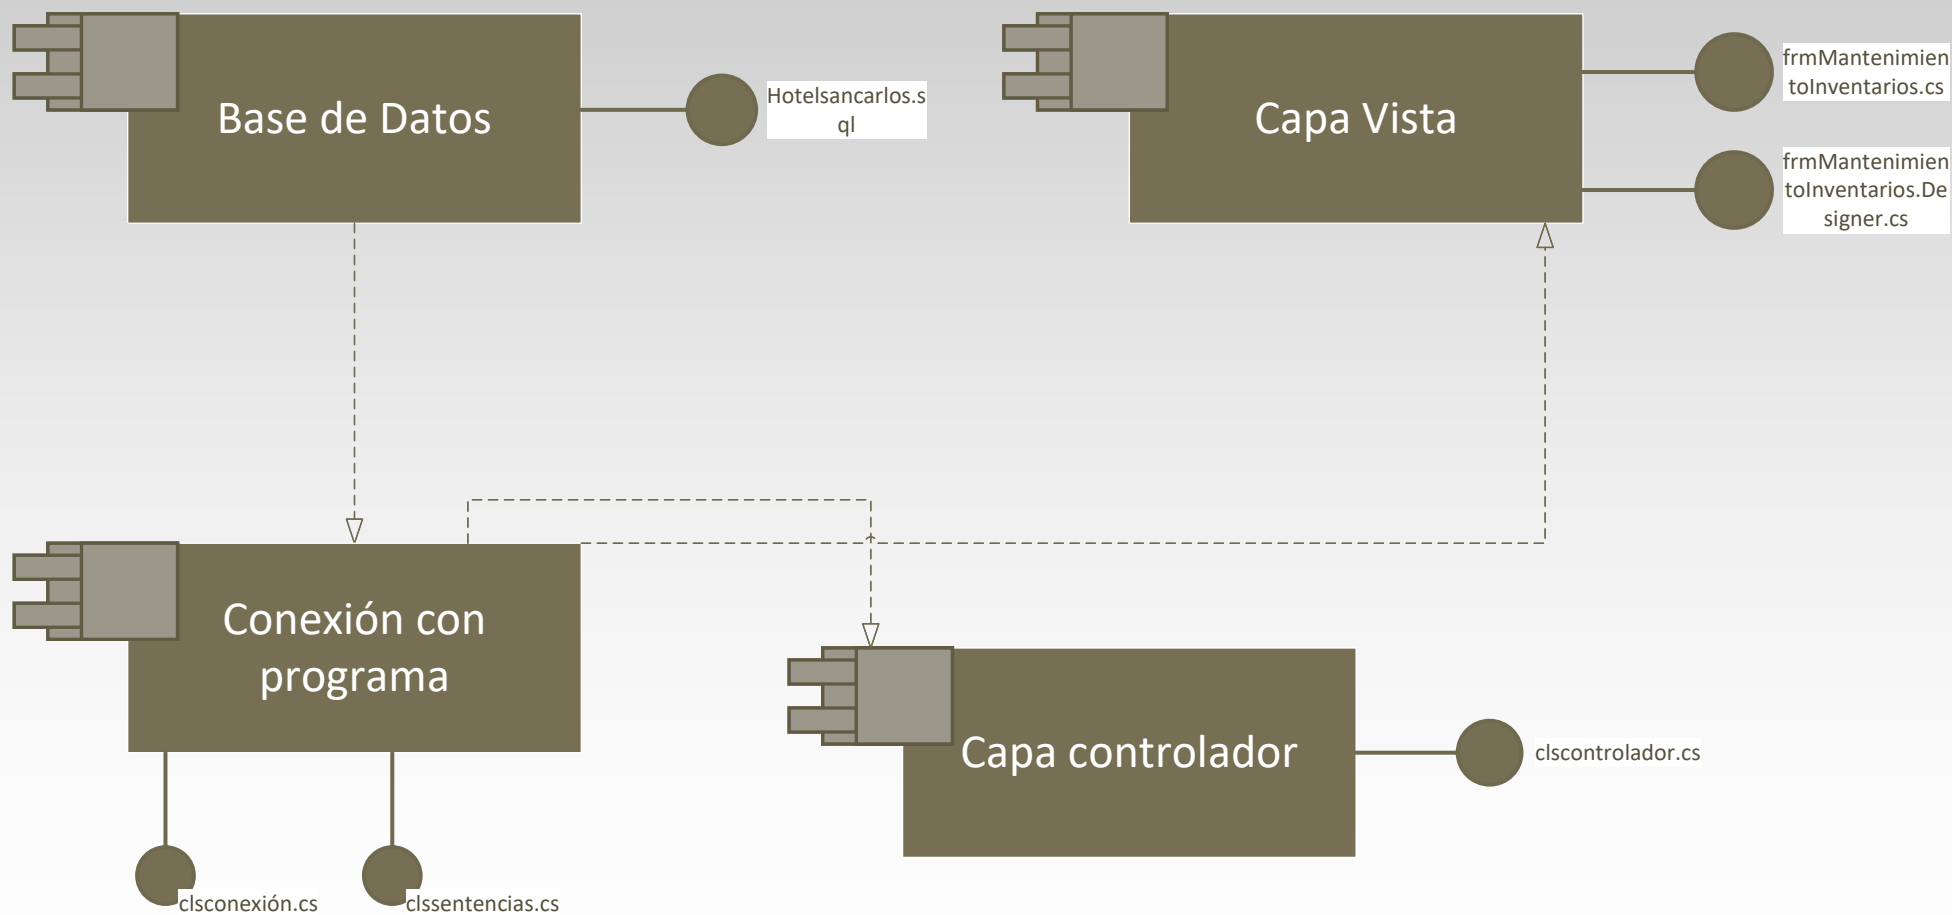 Base de Datos
Hotelsancarlos.s
ql
Capa Vista
frmMantenimien
toInventarios.cs
frmMantenimien
toInventarios.De
signer.cs
Conexión con
programa
Capa controlador
clscontrolador.cs
clsconexión.cs
clssentencias.cs